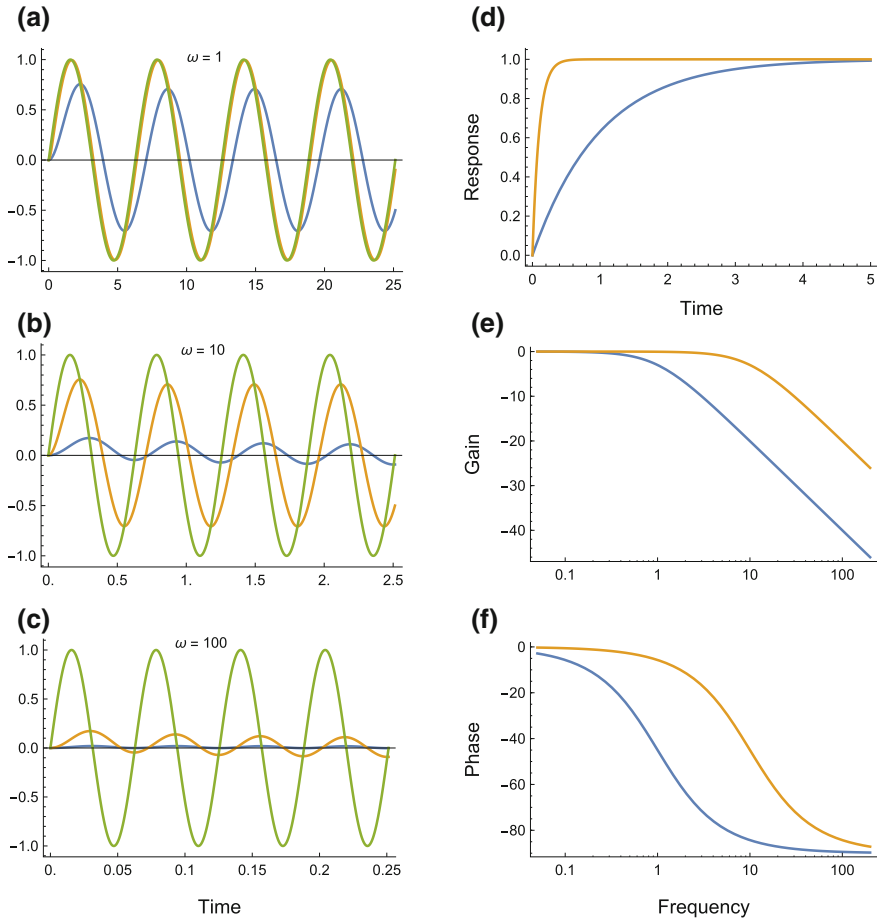 (a)
ω = 1
1.0
0.5
0.0
−0.5
−1.0
0 5 10 15 20 25
(b)
ω = 10
1.0
0.5
0.0
−0.5
−1.0
0. 0.5 1. 1.5 2. 2.5
(c)
ω = 100
1.0
0.5
0.0
−0.5
−1.0
0. 0.05 0.1 0.15 0.2 0.25
Time
(d)
Response
1.0
0.8
0.6
0.4
0.2
0.0
0 1 2 3 4 5
Time
(e)
Gain
0
−10
−20
−30
−40
0.1 1 10 100
(f)
Phase
0
−20
−40
−60
−80
0.1 1 10 100
Frequency